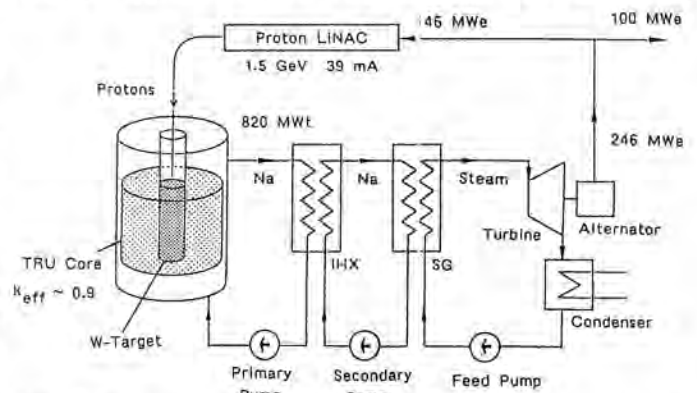 46 MWe
100 MWe
Proton LiNAC
1.5 GeV 39 mA
Protons
820 MWt
246 MWe
Na
Na
Steam
Turbine
Alternator
IHX
SG
TRU Core
Keff ~ 0.9
W-Target
Condenser
Primary
Secondary
Feed Pump
Pump